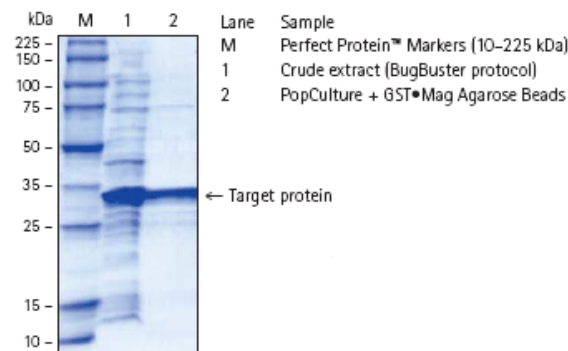 kDa M 1 2
225 –
150 –
100 –
75 –
50 –
35 –
25 –
15 –
10 –
← Target protein
Lane Sample
M Perfect Protein™ Markers (10–225 kDa)
1 Crude extract (BugBuster protocol)
2 PopCulture + GST•Mag Agarose Beads